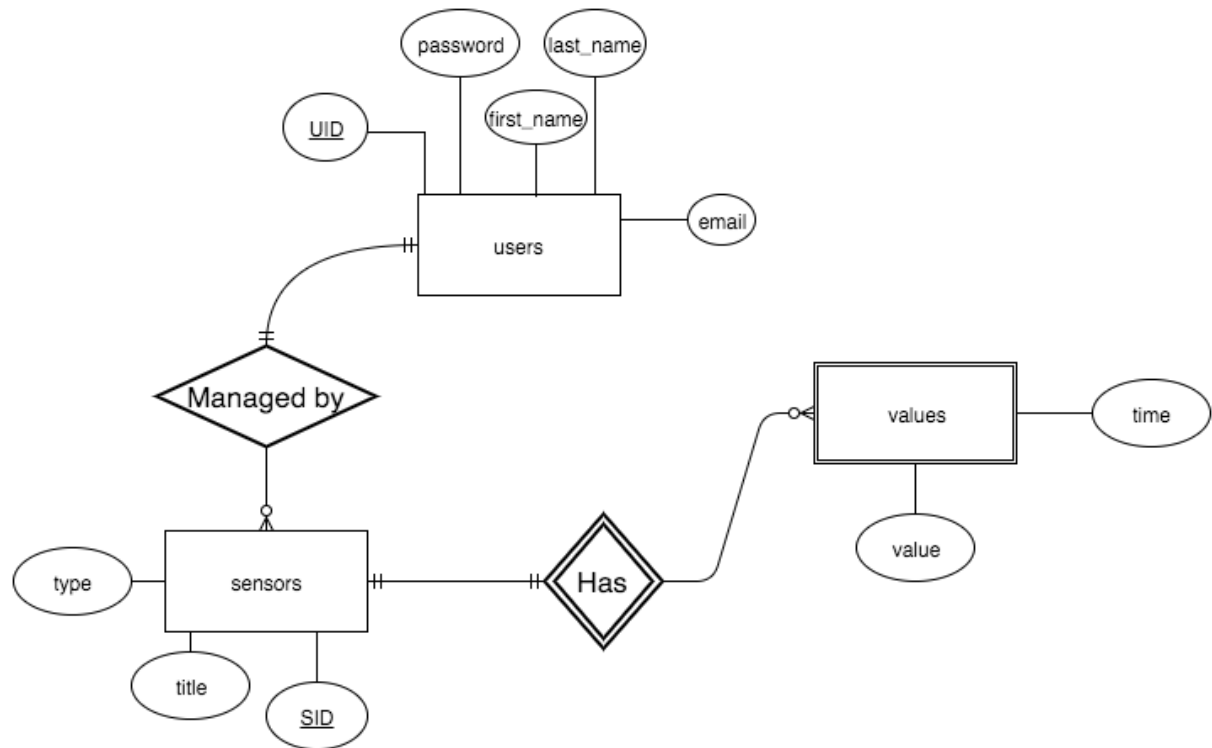 password
last_name
UID
first_name
email
users
Managed by
values
time
value
type
sensors
Has
title
SID